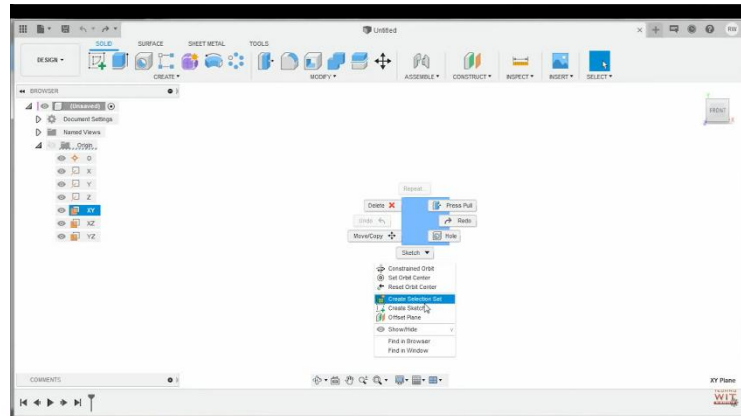 Untitled
RW
SOLID SURFACE SHEET METAL TOOLS
DESIGN
CREATE MODIFY ASSEMBLE CONSTRUCT INSPECT INSERT SELECT
BROWSER
(Unsaved)
Document Settings
Named Views
Origin
O
X
Y
Z
XY
XZ
YZ
FRONT
Repeat...
Delete Press Pull
Undo Redo
Move/Copy Hole
Sketch
Constrained Orbit
Set Orbit Center
Reset Orbit Center
Create Selection Set
Create Sketch
Offset Plane
Show/Hide
Find in Browser
Find in Window
COMMENTS
XY Plane
WiT